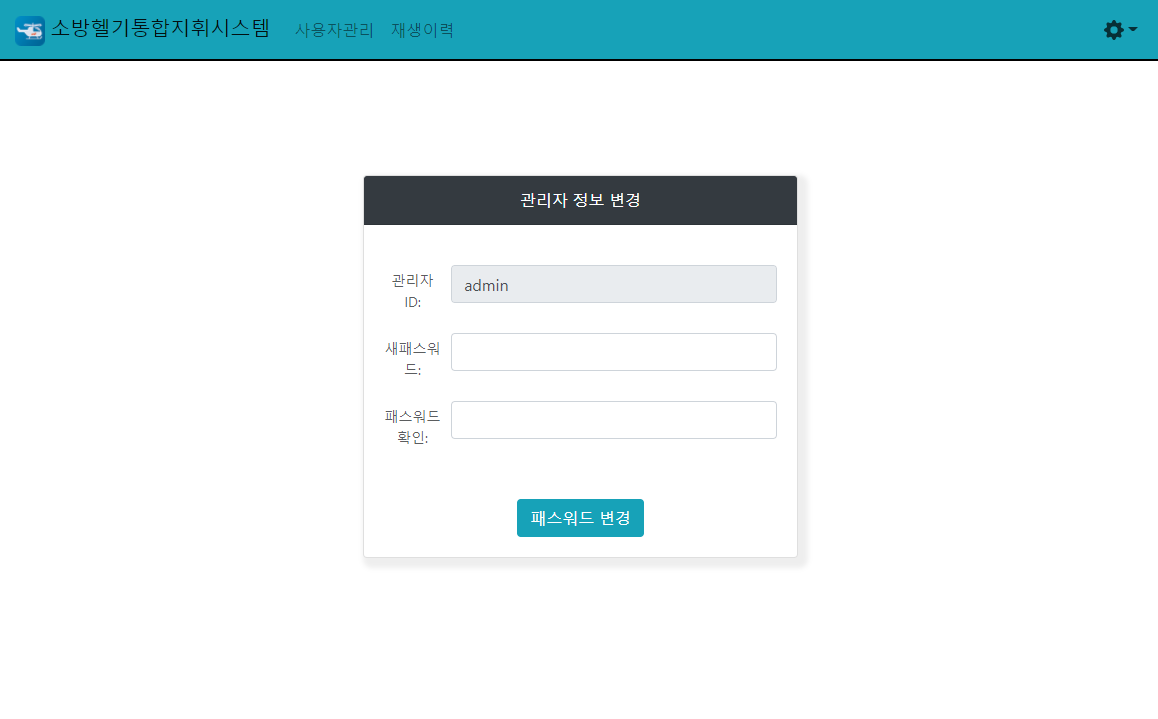 소방헬기통합지휘시스템 사용자관리 재생이력
관리자 정보 변경
관리자
ID:
admin
새패스워
드:
패스워드
확인:
패스워드 변경